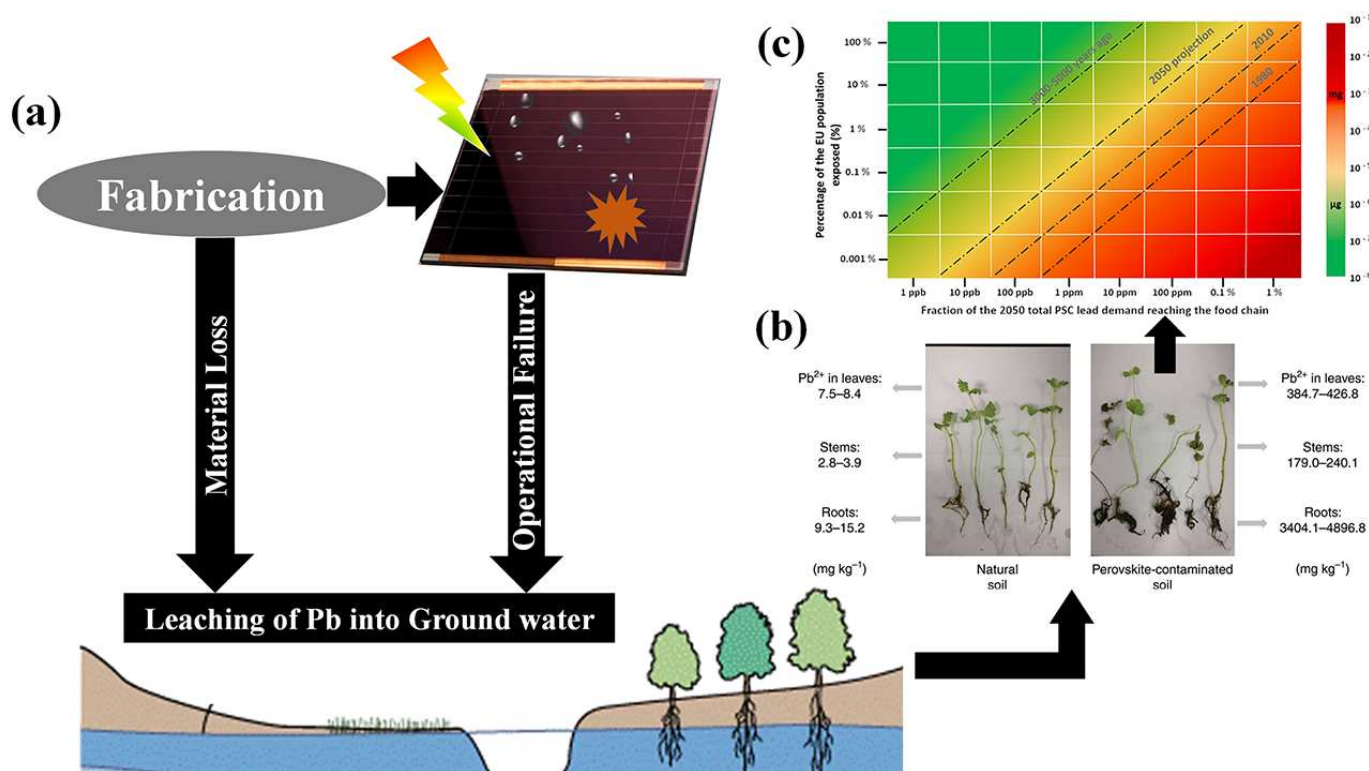 (a)
Fabrication
Material Loss
Operational Failure
Leaching of Pb into Ground water
(c)
Percentage of the EU population
exposed (%)
100 %
10 %
1 %
0.1 %
0.01 %
0.001 %
3000-5000 years ago
2050 projection
2010
1980
1 ppb
10 ppb
100 ppb
1 ppm
10 ppm
100 ppm
0.1 %
1 %
Fraction of the 2050 total PSC lead demand reaching the food chain
mg
µg
(b)
Pb²⁺ in leaves:
7.5–8.4
Stems:
2.8–3.9
Roots:
9.3–15.2
(mg kg⁻¹)
Natural
soil
Perovskite-contaminated
soil
Pb²⁺ in leaves:
384.7–426.8
Stems:
179.0–240.1
Roots:
3404.1–4896.8
(mg kg⁻¹)